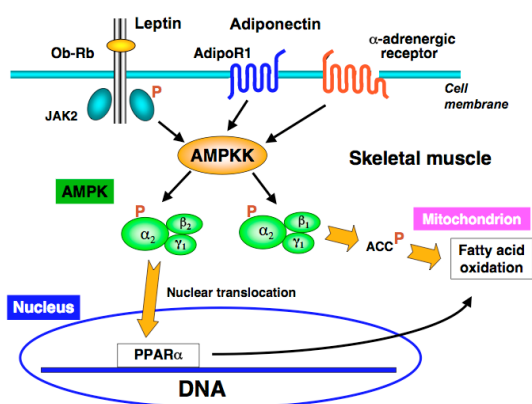 Leptin
Adiponectin
Ob-Rb
AdipoR1
α-adrenergic
receptor
P
JAK2
Cell
membrane
AMPKK
Skeletal muscle
AMPK
P
α2
β2
γ1
P
α2
β1
γ1
ACC
P
Mitochondrion
Fatty acid
oxidation
Nuclear translocation
Nucleus
PPARα
DNA